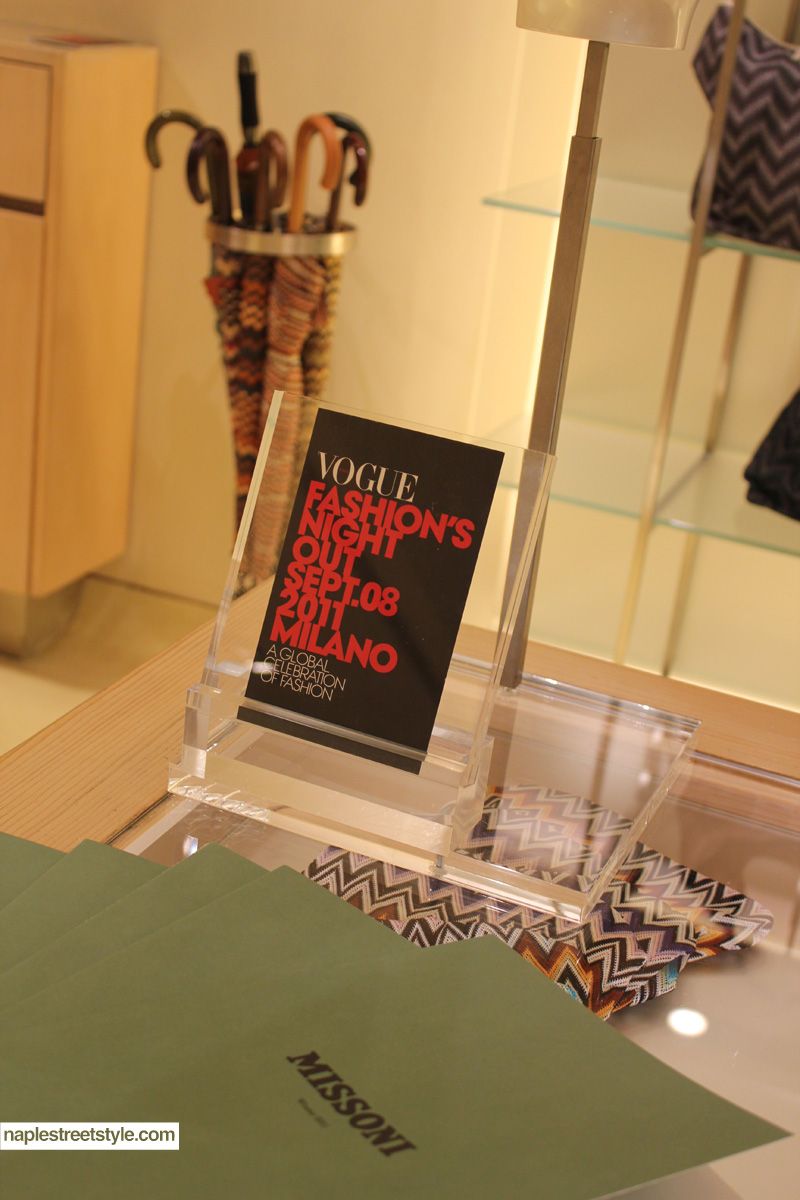 VOGUE
FASHION'S
NIGHT
OUT
SEPT.08
2011
MILANO
A GLOBAL
CELEBRATION
OF FASHION
MISSONI
naplestreetstyle.com